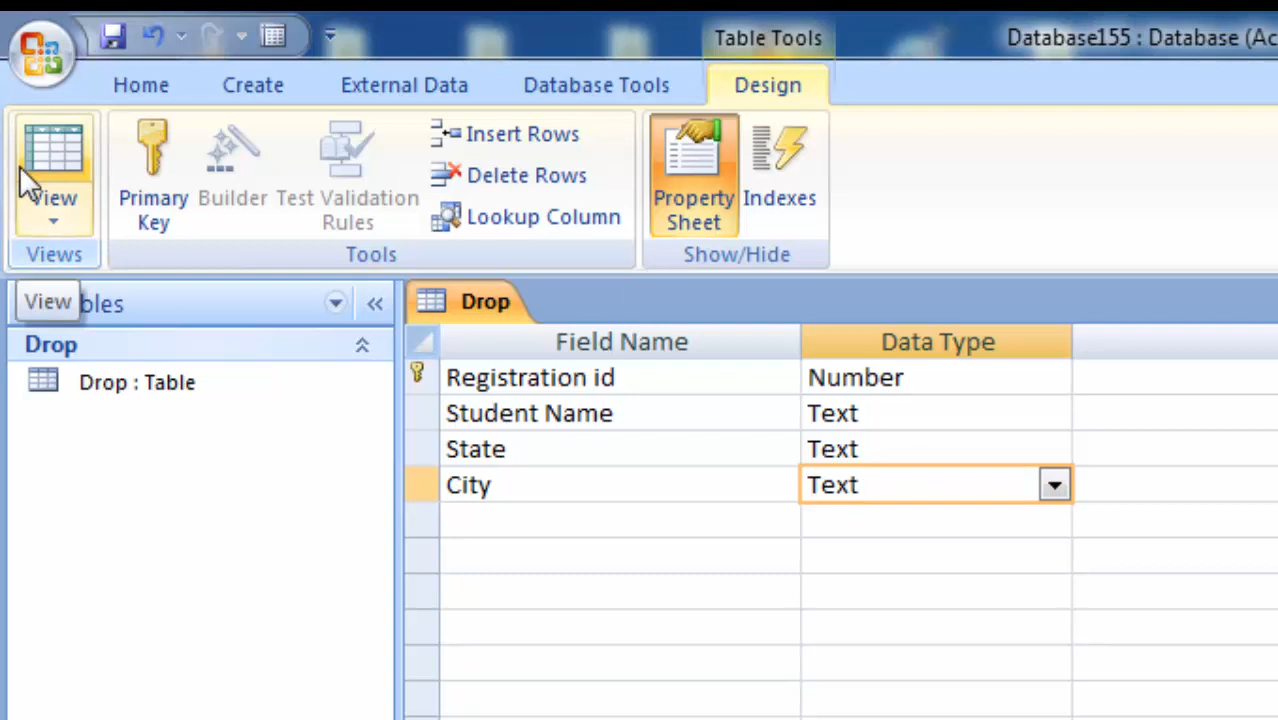 Table Tools
Database155 : Database (Ac
Home Create External Data Database Tools Design
View
Primary Key
Builder
Test Validation Rules
Insert Rows
Delete Rows
Lookup Column
Property Sheet
Indexes
Views Tools Show/Hide
View
bles
Drop
Drop : Table
Drop
Field Name Data Type
Registration id Number
Student Name Text
State Text
City Text